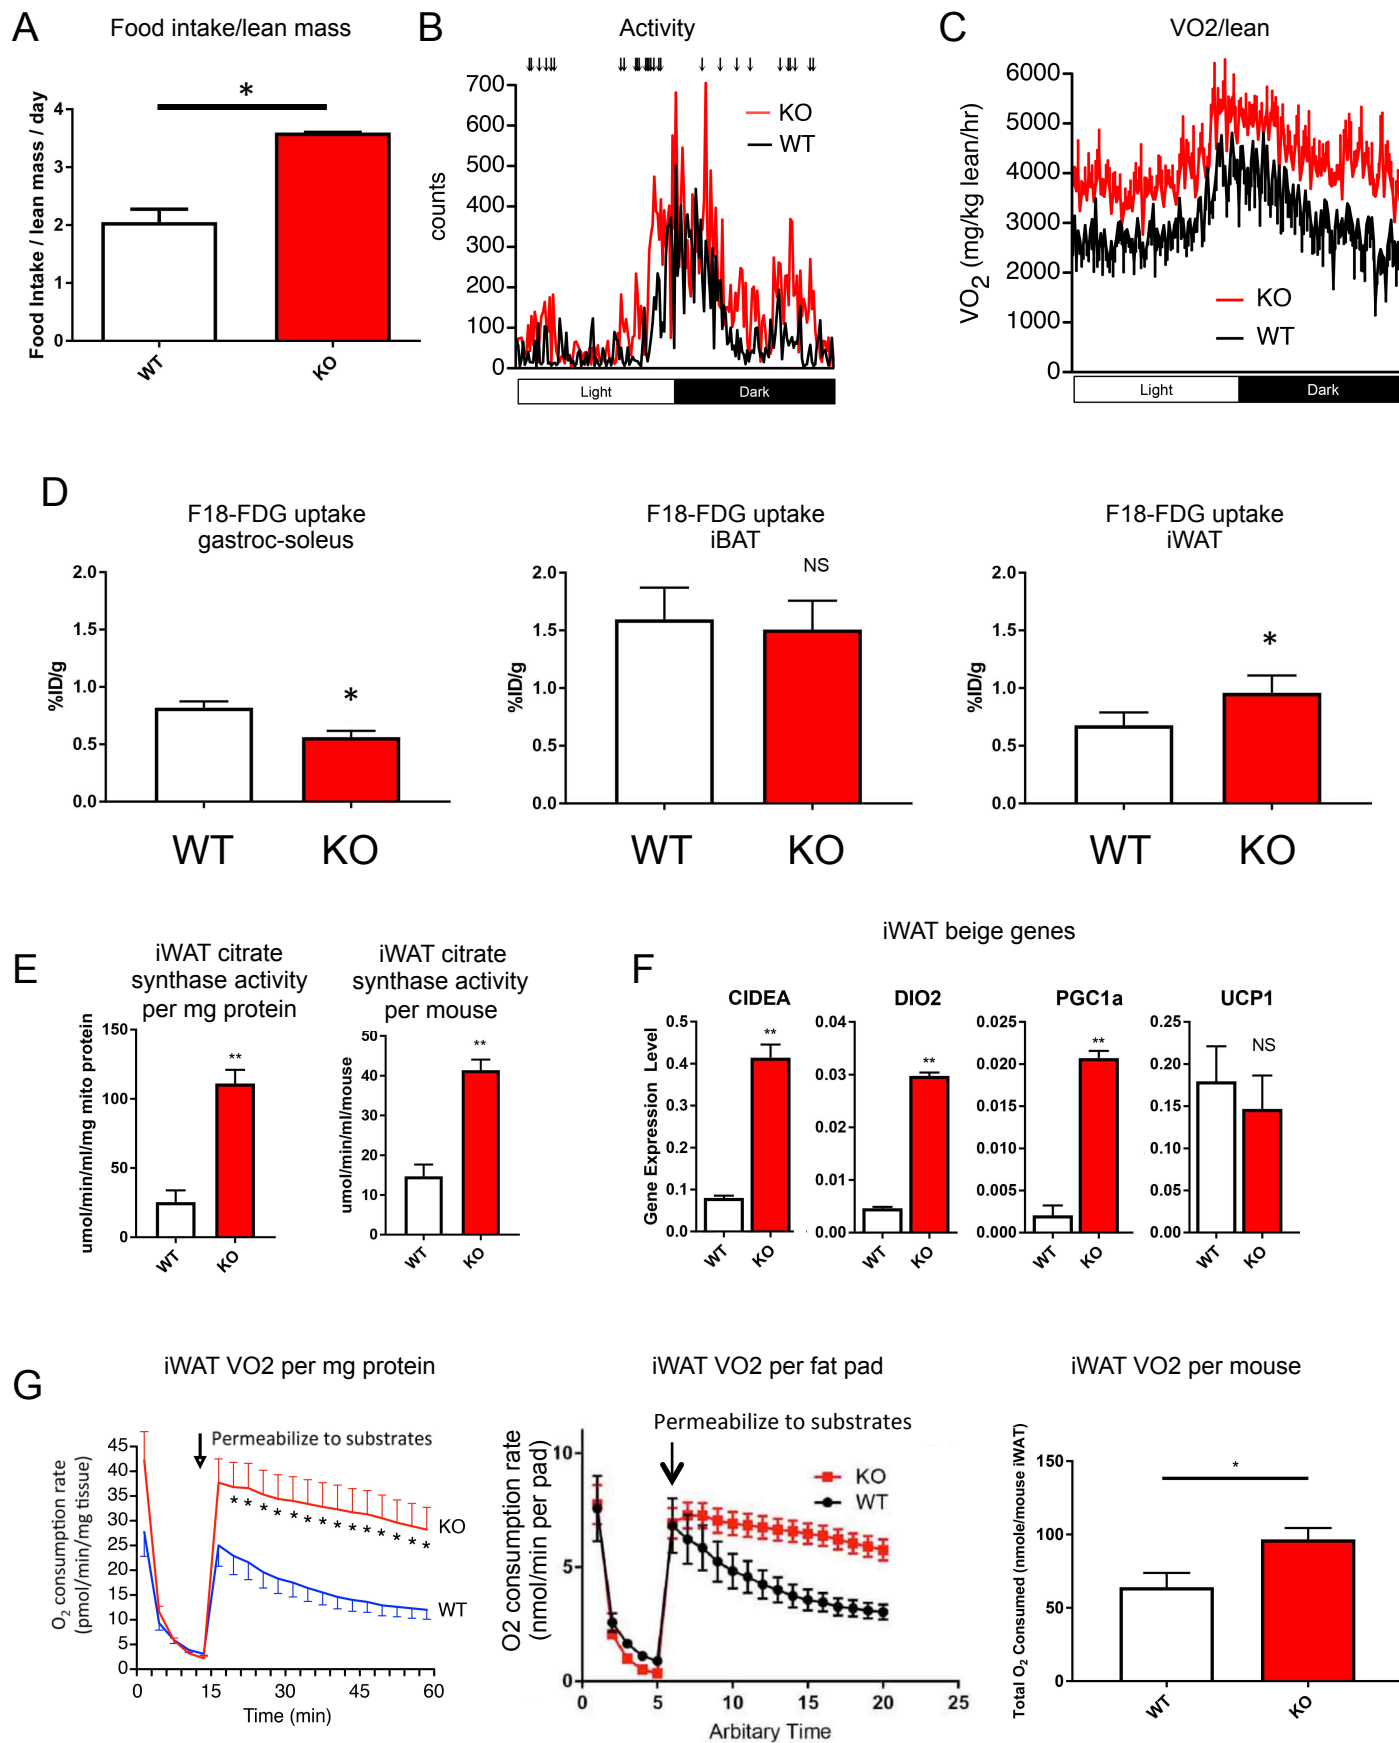 A
Food intake/lean mass
*
Food Intake / lean mass / day
4
3
2
1
0
WT
KO
B
Activity
↓↓↓↓↓↓ ↓↓↓↓↓↓↓↓↓↓ ↓ ↓ ↓ ↓ ↓↓↓↓ ↓↓
counts
700
600
500
400
300
200
100
0
KO
WT
Light
Dark
C
VO2/lean
VO2 (mg/kg lean/hr)
6000
5000
4000
3000
2000
1000
0
KO
WT
Light
Dark
D
F18-FDG uptake
gastroc-soleus
%ID/g
2.0
1.5
1.0
0.5
0.0
*
WT
KO
F18-FDG uptake
iBAT
NS
%ID/g
2.0
1.5
1.0
0.5
0.0
WT
KO
F18-FDG uptake
iWAT
%ID/g
2.0
1.5
1.0
0.5
0.0
*
WT
KO
E
iWAT citrate
synthase activity
per mg protein
umol/min/ml/mg mito protein
150
100
50
0
**
WT
KO
iWAT citrate
synthase activity
per mouse
umol/min/ml/mouse
50
40
30
20
10
0
**
WT
KO
F
iWAT beige genes
CIDEA
Gene Expression Level
0.5
0.4
0.3
0.2
0.1
0.0
**
WT
KO
DIO2
0.04
0.03
0.02
0.01
0.00
**
WT
KO
PGC1a
0.025
0.020
0.015
0.010
0.005
0.000
**
WT
KO
UCP1
0.25
0.20
0.15
0.10
0.05
0.00
NS
WT
KO
G
iWAT VO2 per mg protein
Permeabilize to substrates
O2 consumption rate
(pmol/min/mg tissue)
45
40
35
30
25
20
15
10
5
0
KO
* * * * * * * * * * * * * *
WT
0
15
30
45
60
Time (min)
iWAT VO2 per fat pad
Permeabilize to substrates
O2 consumption rate
(nmol/min per pad)
10
5
0
KO
WT
0
5
10
15
20
25
Arbitary Time
iWAT VO2 per mouse
Total O2 Consumed (nmole/mouse iWAT)
150
100
50
0
*
WT
KO